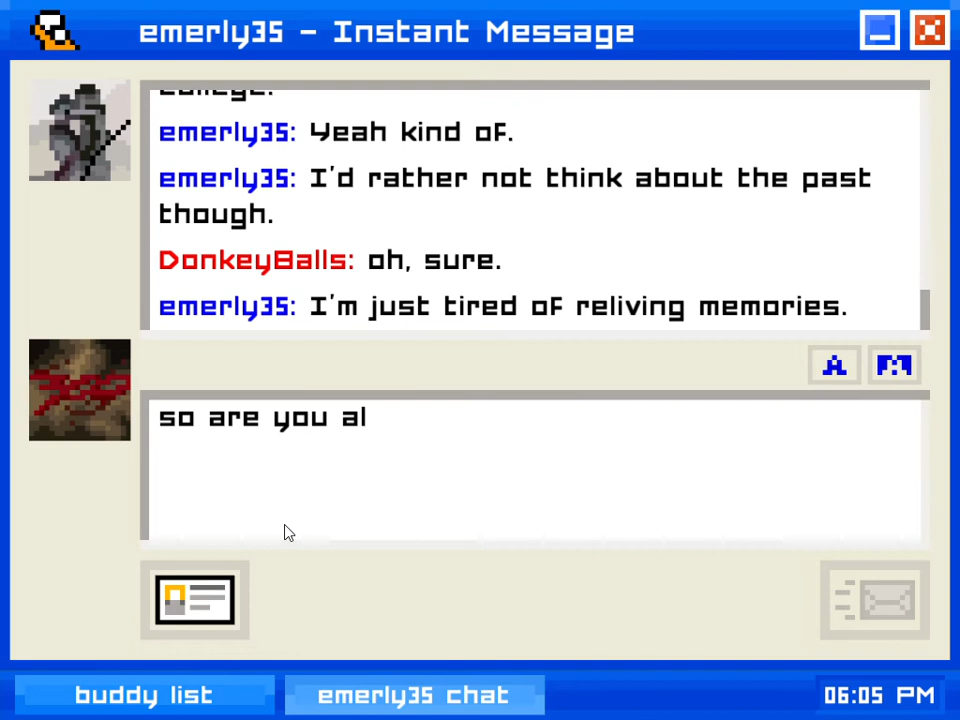 emerly35 – Instant Message
emerly35: Yeah kind of.
emerly35: I'd rather not think about the past
though.
DonkeyBalls: oh, sure.
emerly35: I'm just tired of reliving memories.
A
so are you al
buddy list
emerly35 chat
06:05 PM